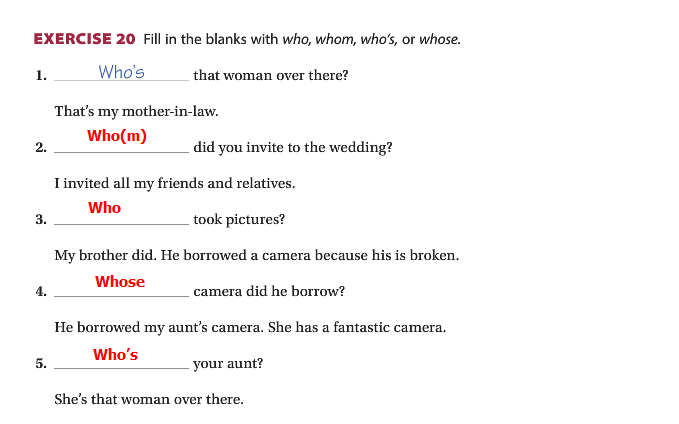 EXERCISE 20 Fill in the blanks with who, whom, who's, or whose.
1. Who's that woman over there?
That's my mother-in-law.
2. Who(m) did you invite to the wedding?
I invited all my friends and relatives.
3. Who took pictures?
My brother did. He borrowed a camera because his is broken.
4. Whose camera did he borrow?
He borrowed my aunt's camera. She has a fantastic camera.
5. Who's your aunt?
She's that woman over there.